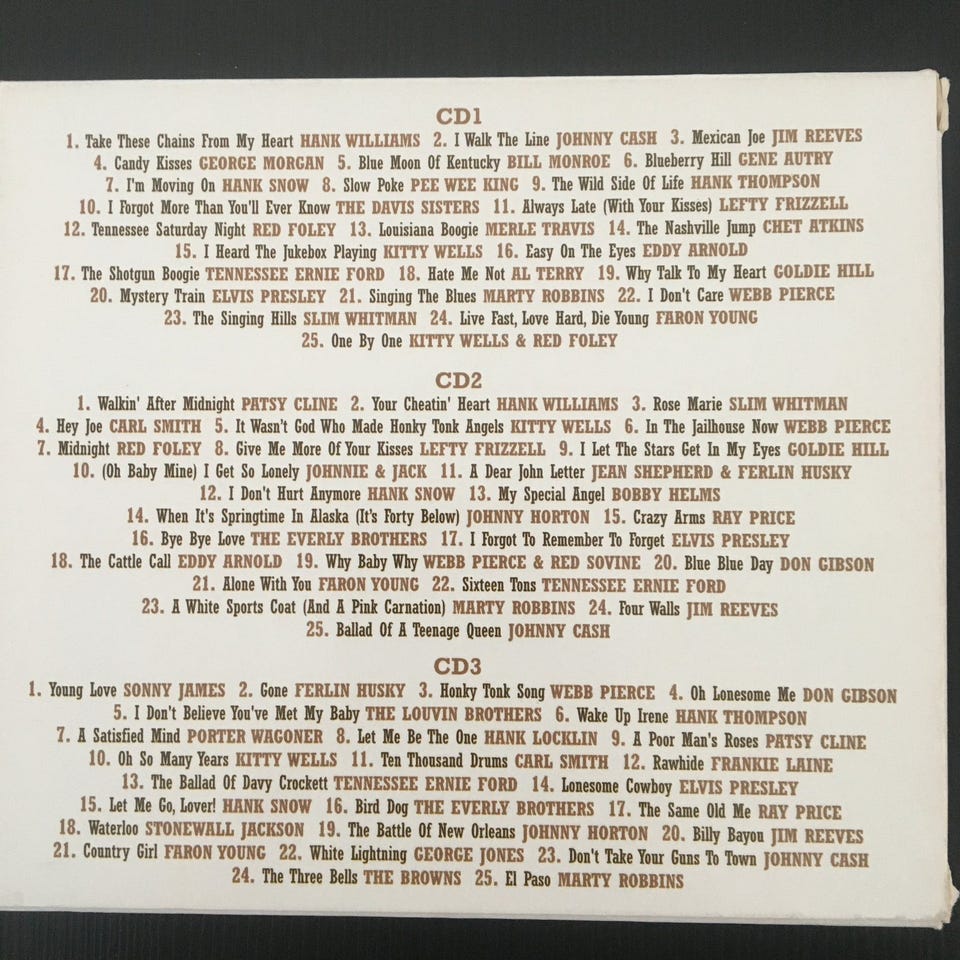 CD1
1. Take These Chains From My Heart HANK WILLIAMS 2. I Walk The Line JOHNNY CASH 3. Mexican Joe JIM REEVES
4. Candy Kisses GEORGE MORGAN 5. Blue Moon Of Kentucky BILL MONROE 6. Blueberry Hill GENE AUTRY
7. I'm Moving On HANK SNOW 8. Slow Poke PEE WEE KING 9. The Wild Side Of Life HANK THOMPSON
10. I Forgot More Than You'll Ever Know THE DAVIS SISTERS 11. Always Late (With Your Kisses) LEFTY FRIZZELL
12. Tennessee Saturday Night RED FOLEY 13. Louisiana Boogie MERLE TRAVIS 14. The Nashville Jump CHET ATKINS
15. I Heard The Jukebox Playing KITTY WELLS 16. Easy On The Eyes EDDY ARNOLD
17. The Shotgun Boogie TENNESSEE ERNIE FORD 18. Hate Me Not AL TERRY 19. Why Talk To My Heart GOLDIE HILL
20. Mystery Train ELVIS PRESLEY 21. Singing The Blues MARTY ROBBINS 22. I Don't Care WEBB PIERCE
23. The Singing Hills SLIM WHITMAN 24. Live Fast, Love Hard, Die Young FARON YOUNG
25. One By One KITTY WELLS & RED FOLEY
CD2
1. Walkin' After Midnight PATSY CLINE 2. Your Cheatin' Heart HANK WILLIAMS 3. Rose Marie SLIM WHITMAN
4. Hey Joe CARL SMITH 5. It Wasn't God Who Made Honky Tonk Angels KITTY WELLS 6. In The Jailhouse Now WEBB PIERCE
7. Midnight RED FOLEY 8. Give Me More Of Your Kisses LEFTY FRIZZELL 9. I Let The Stars Get In My Eyes GOLDIE HILL
10. (Oh Baby Mine) I Get So Lonely JOHNNIE & JACK 11. A Dear John Letter JEAN SHEPHERD & FERLIN HUSKY
12. I Don't Hurt Anymore HANK SNOW 13. My Special Angel BOBBY HELMS
14. When It's Springtime In Alaska (It's Forty Below) JOHNNY HORTON 15. Crazy Arms RAY PRICE
16. Bye Bye Love THE EVERLY BROTHERS 17. I Forgot To Remember To Forget ELVIS PRESLEY
18. The Cattle Call EDDY ARNOLD 19. Why Baby Why WEBB PIERCE & RED SOVINE 20. Blue Blue Day DON GIBSON
21. Alone With You FARON YOUNG 22. Sixteen Tons TENNESSEE ERNIE FORD
23. A White Sports Coat (And A Pink Carnation) MARTY ROBBINS 24. Four Walls JIM REEVES
25. Ballad Of A Teenage Queen JOHNNY CASH
CD3
1. Young Love SONNY JAMES 2. Gone FERLIN HUSKY 3. Honky Tonk Song WEBB PIERCE 4. Oh Lonesome Me DON GIBSON
5. I Don't Believe You've Met My Baby THE LOUVIN BROTHERS 6. Wake Up Irene HANK THOMPSON
7. A Satisfied Mind PORTER WAGONER 8. Let Me Be The One HANK LOCKLIN 9. A Poor Man's Roses PATSY CLINE
10. Oh So Many Years KITTY WELLS 11. Ten Thousand Drums CARL SMITH 12. Rawhide FRANKIE LAINE
13. The Ballad Of Davy Crockett TENNESSEE ERNIE FORD 14. Lonesome Cowboy ELVIS PRESLEY
15. Let Me Go, Lover! HANK SNOW 16. Bird Dog THE EVERLY BROTHERS 17. The Same Old Me RAY PRICE
18. Waterloo STONEWALL JACKSON 19. The Battle Of New Orleans JOHNNY HORTON 20. Billy Bayou JIM REEVES
21. Country Girl FARON YOUNG 22. White Lightning GEORGE JONES 23. Don't Take Your Guns To Town JOHNNY CASH
24. The Three Bells THE BROWNS 25. El Paso MARTY ROBBINS